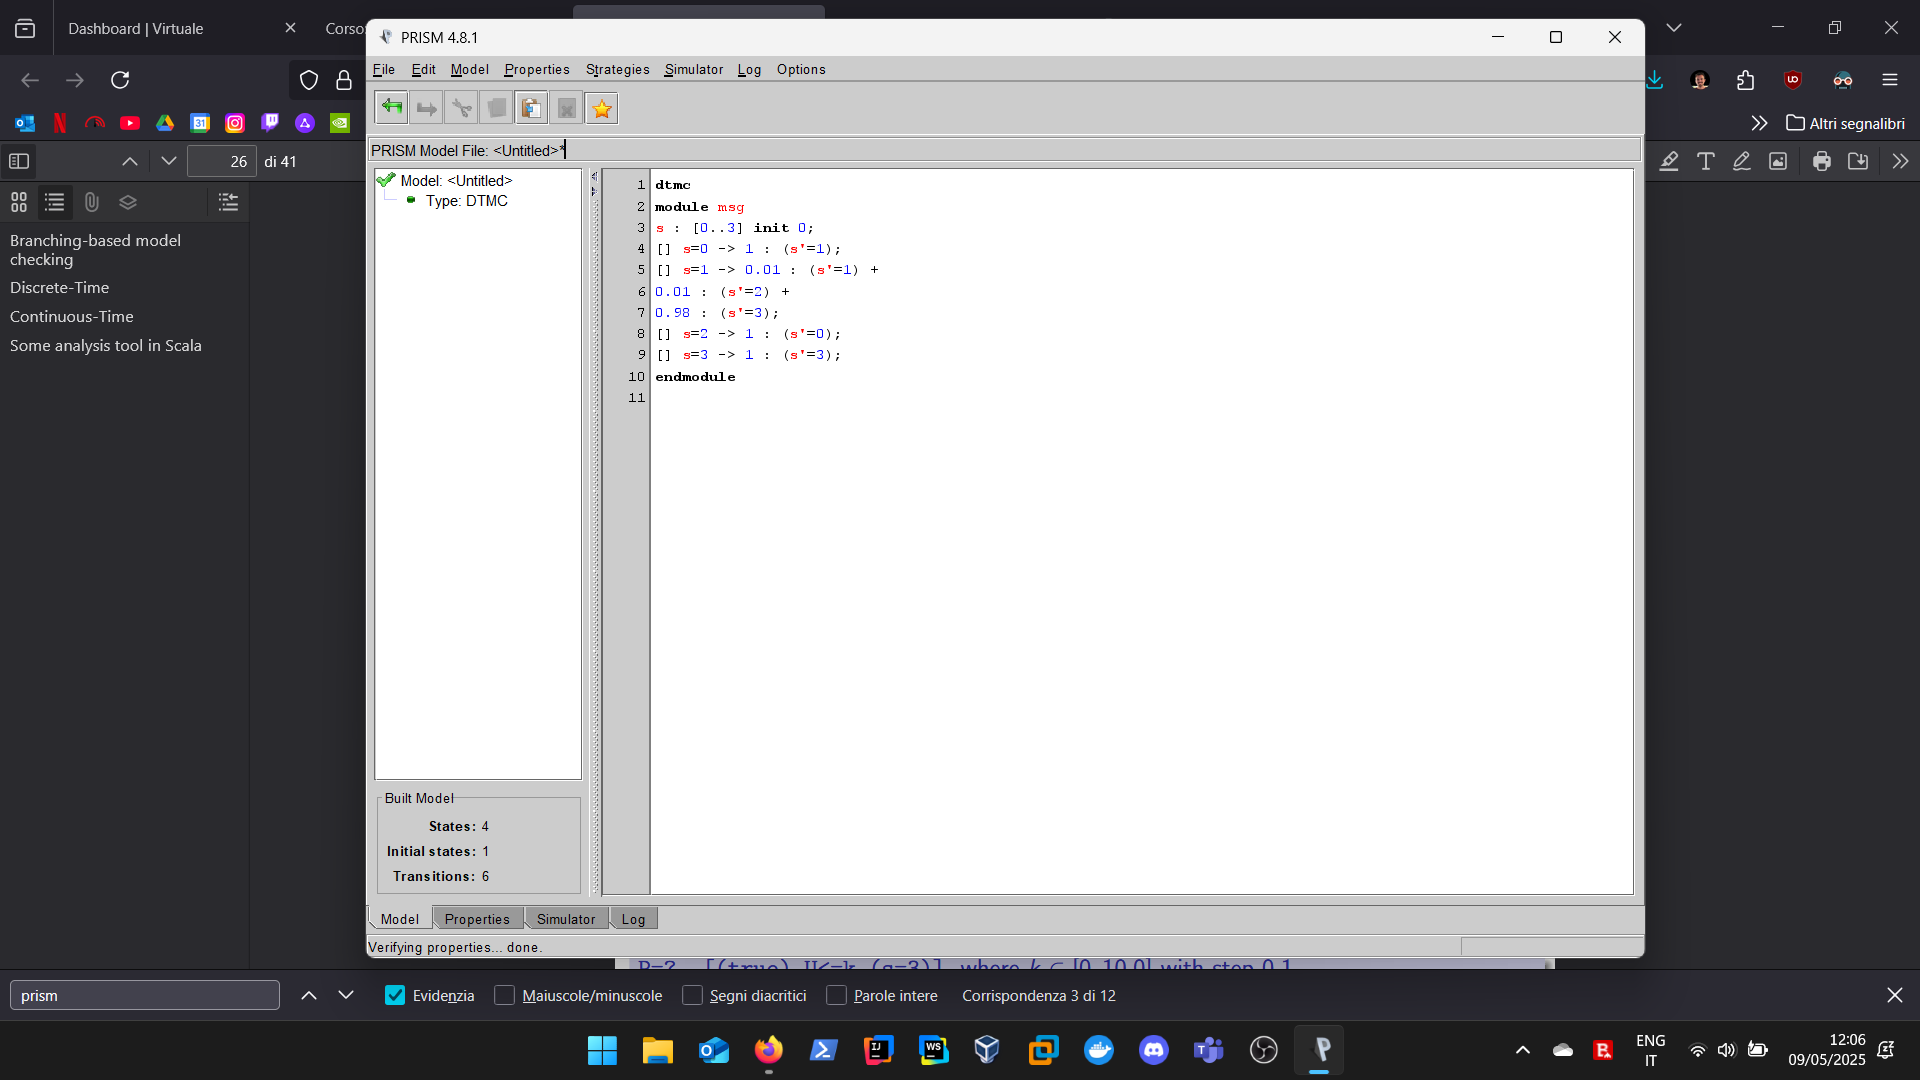 Dashboard | Virtuale
Corso:
PRISM 4.8.1
File Edit Model Properties Strategies Simulator Log Options
Altri segnalibri
PRISM Model File: <Untitled>*
26 di 41
Model: <Untitled>
Type: DTMC
Branching-based model
checking
Discrete-Time
Continuous-Time
Some analysis tool in Scala
1 dtmc
2 module msg
3 s : [0..3] init 0;
4 [] s=0 -> 1 : (s'=1);
5 [] s=1 -> 0.01 : (s'=1) +
6 0.01 : (s'=2) +
7 0.98 : (s'=3);
8 [] s=2 -> 1 : (s'=0);
9 [] s=3 -> 1 : (s'=3);
10 endmodule
11
Built Model
States: 4
Initial states: 1
Transitions: 6
Model Properties Simulator Log
Verifying properties... done.
prism
Evidenzia
Maiuscole/minuscole
Segni diacritici
Parole intere
Corrispondenza 3 di 12
ENG
IT
12:06
09/05/2025